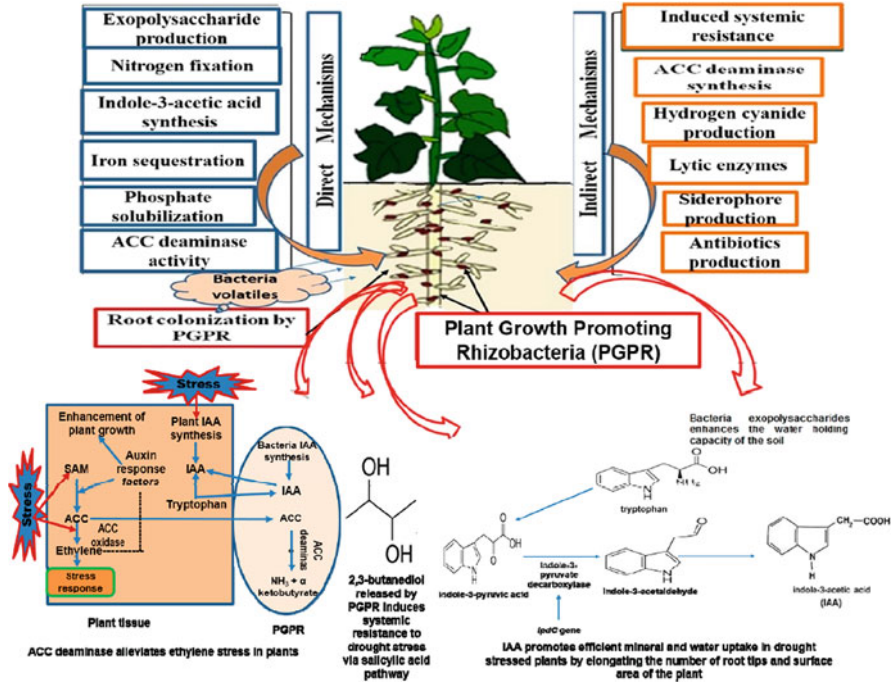 Exopolysaccharide
production
Nitrogen fixation
Indole-3-acetic acid
synthesis
Iron sequestration
Phosphate
solubilization
ACC deaminase
activity
Direct Mechanisms
Bacteria
volatiles
Root colonization by
PGPR
Induced systemic
resistance
ACC deaminase
synthesis
Hydrogen cyanide
production
Lytic enzymes
Siderophore
production
Antibiotics
production
Indirect Mechanisms
Plant Growth Promoting
Rhizobacteria (PGPR)
Stress
Enhancement of
plant growth
Plant IAA
synthesis
Auxin
response
factors
SAM
IAA
Tryptophan
Stress
ACC
ACC
oxidase
Ethylene
Stress
response
Plant tissue
Bacteria IAA
synthesis
IAA
ACC
ACC
deaminas
NH3 + α
ketobutyrate
PGPR
ACC deaminase alleviates ethylene stress in plants
OH
OH
2,3-butanediol
released by
PGPR induces
systemic
resistance to
drought stress
via salicylic acid
pathway
Bacteria exopolysaccharides
enhances the water holding
capacity of the soil
O
OH
N
H
tryptophan
O
OH
O
N
H
indole-3-pyruvic acid
Indole-3-
pyruvate
decarboxylase
IpdC gene
O
N
H
indole-3-acetaldehyde
CH2 COOH
N
H
indole-3-acetic acid
(IAA)
IAA promotes efficient mineral and water uptake in drought
stressed plants by elongating the number of root tips and surface
area of the plant